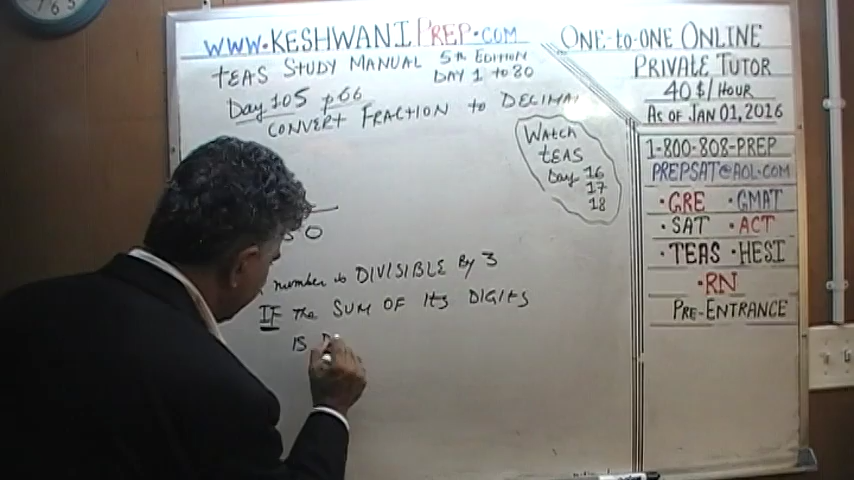 WWW.KESHWANIPREP.COM
TEAS STUDY MANUAL 5th EDITION
DAY 1 to 80
Day 105 p66
CONVERT FRACTION to DECIMAL
Watch
tEAS
Day 16
17
18
50
number is DIVISIBLE By 3
IF the SUM OF Its DIGITS
IS
ONE-to-ONE ONLINE
PRIVATE TUTOR
40$/HOUR
AS OF JAN 01,2016
1-800-808-PREP
PREPSAT@AOL.COM
•GRE •GMAT
•SAT •ACT
•TEAS •HESI
•RN
PRE-ENTRANCE